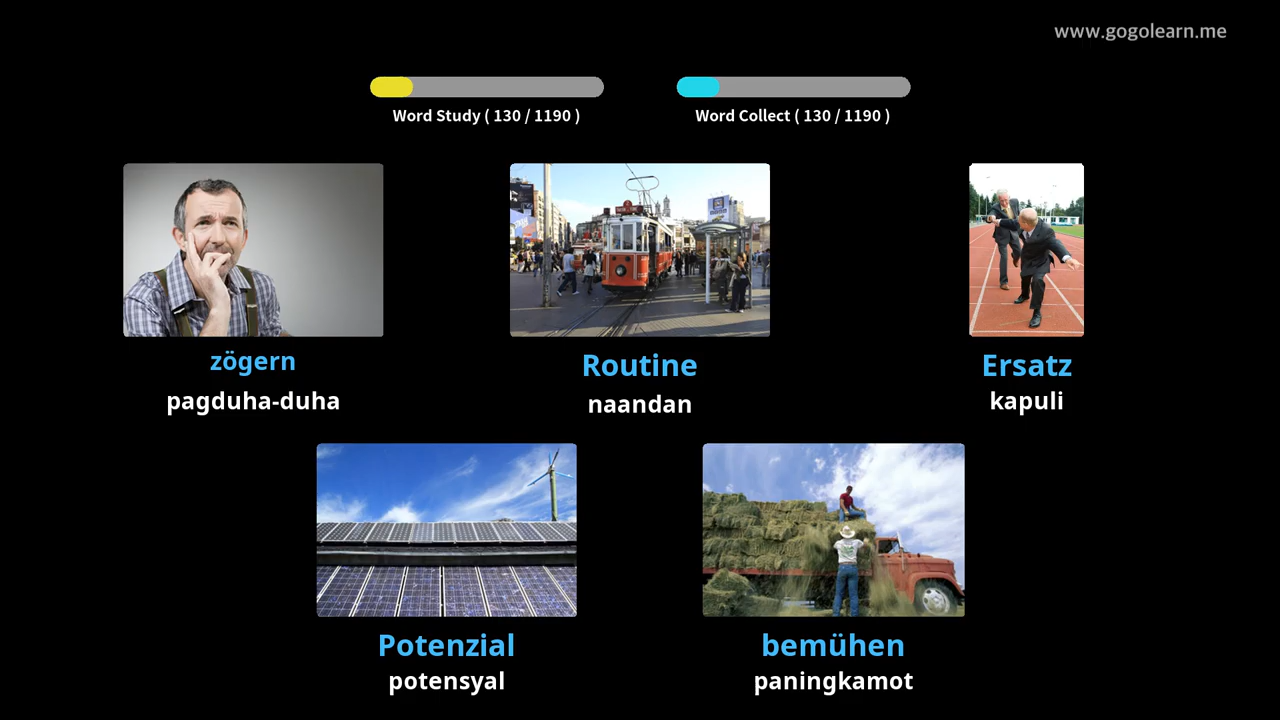 www.gogolearn.me
Word Study ( 130 / 1190 )
Word Collect ( 130 / 1190 )
zögern
pagduha-duha
Routine
naandan
Ersatz
kapuli
Potenzial
potensyal
bemühen
paningkamot